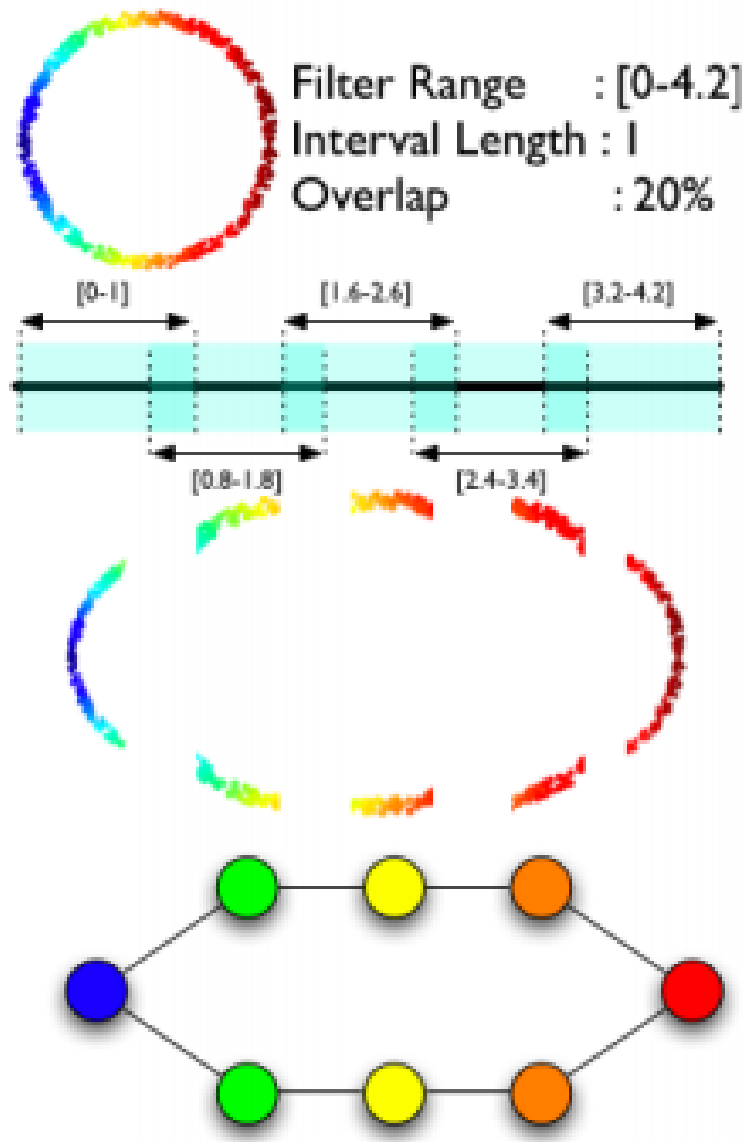 Filter Range : [0-4.2]
Interval Length : 1
Overlap : 20%
[0-1] [1.6-2.6] [3.2-4.2]
[0.8-1.8] [2.4-3.4]